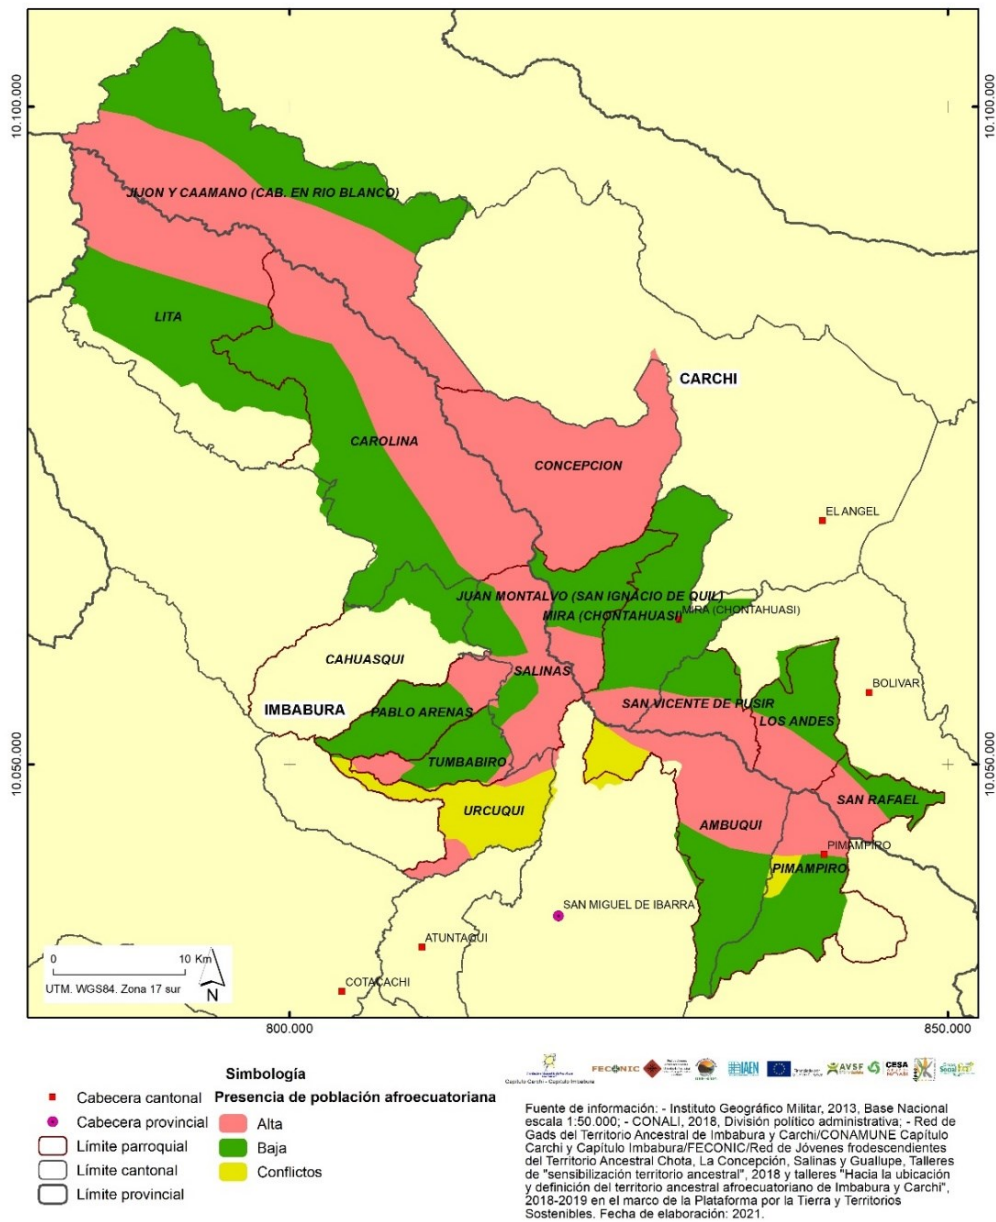 10.100.000
10.100.000
JIJON Y CAAMANO (CAB. EN RIO BLANCO)
LITA
CARCHI
CAROLINA
CONCEPCION
EL ANGEL
JUAN MONTALVO (SAN IGNACIO DE QUIL)
MIRA (CHONTAHUASI)
MIRA (CHONTAHUASI)
CAHUASQUI
SALINAS
BOLIVAR
IMBABURA
PABLO ARENAS
SAN VICENTE DE PUSIR
LOS ANDES
10.050.000
10.050.000
TUMBABIRO
URCUQUI
SAN RAFAEL
AMBUQUI
PIMAMPIRO
PIMAMPIRO
SAN MIGUEL DE IBARRA
ATUNTAQUI
COTACACHI
0 10 Km
UTM. WGS84. Zona 17 sur
N
800.000
850.000
Simbología
Cabecera cantonal
Cabecera provincial
Límite parroquial
Límite cantonal
Límite provincial
Presencia de población afroecuatoriana
Alta
Baja
Conflictos
Capítulo Carchi - Capítulo Imbabura
FECONIC
IAEN
AVSF
CESA
Fuente de información: - Instituto Geográfico Militar, 2013, Base Nacional
escala 1:50.000; - CONALI, 2018, División político administrativa; - Red de
Gads del Territorio Ancestral de Imbabura y Carchi/CONAMUNE Capítulo
Carchi y Capítulo Imbabura/FECONIC/Red de Jóvenes frodescendientes
del Territorio Ancestral Chota, La Concepción, Salinas y Guallupe, Talleres
de "sensibilización territorio ancestral", 2018 y talleres "Hacia la ubicación
y definición del territorio ancestral afroecuatoriano de Imbabura y Carchi",
2018-2019 en el marco de la Plataforma por la Tierra y Territorios
Sostenibles. Fecha de elaboración: 2021.